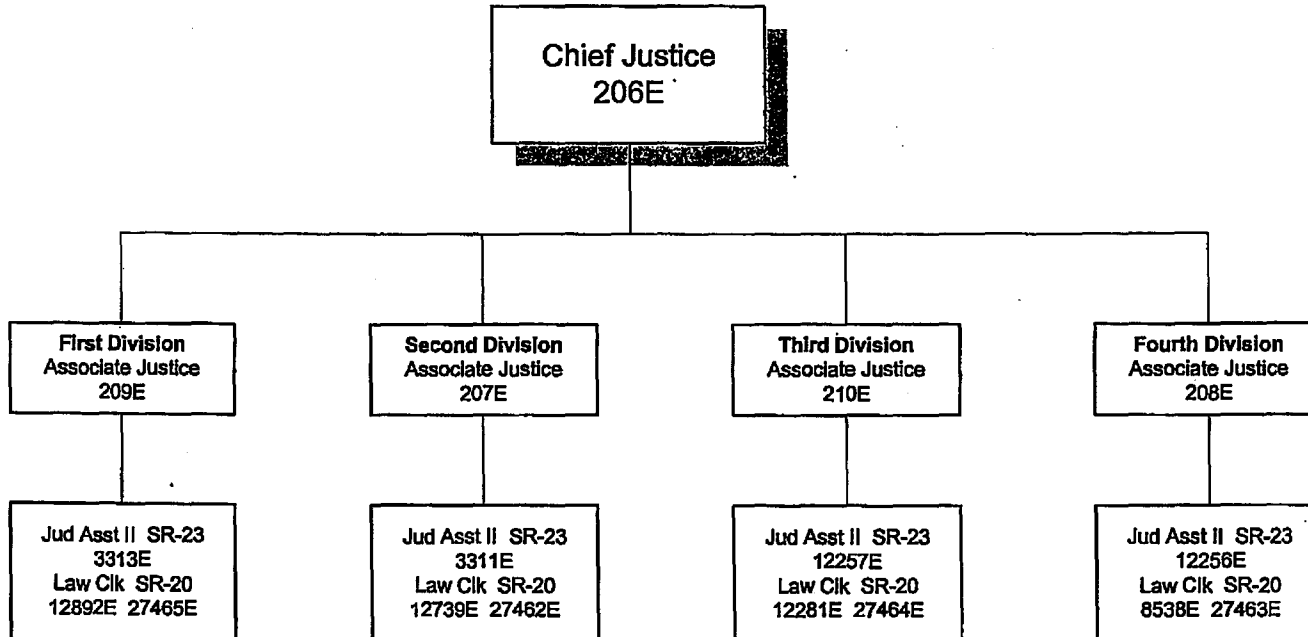 Chief Justice
206E
First Division
Associate Justice
209E
Second Division
Associate Justice
207E
Third Division
Associate Justice
210E
Fourth Division
Associate Justice
208E
Jud Asst II SR-23
3313E
Law Clk SR-20
12892E 27465E
Jud Asst II SR-23
3311E
Law Clk SR-20
12739E 27462E
Jud Asst II SR-23
12257E
Law Clk SR-20
12281E 27464E
Jud Asst II SR-23
12256E
Law Clk SR-20
8538E 27463E